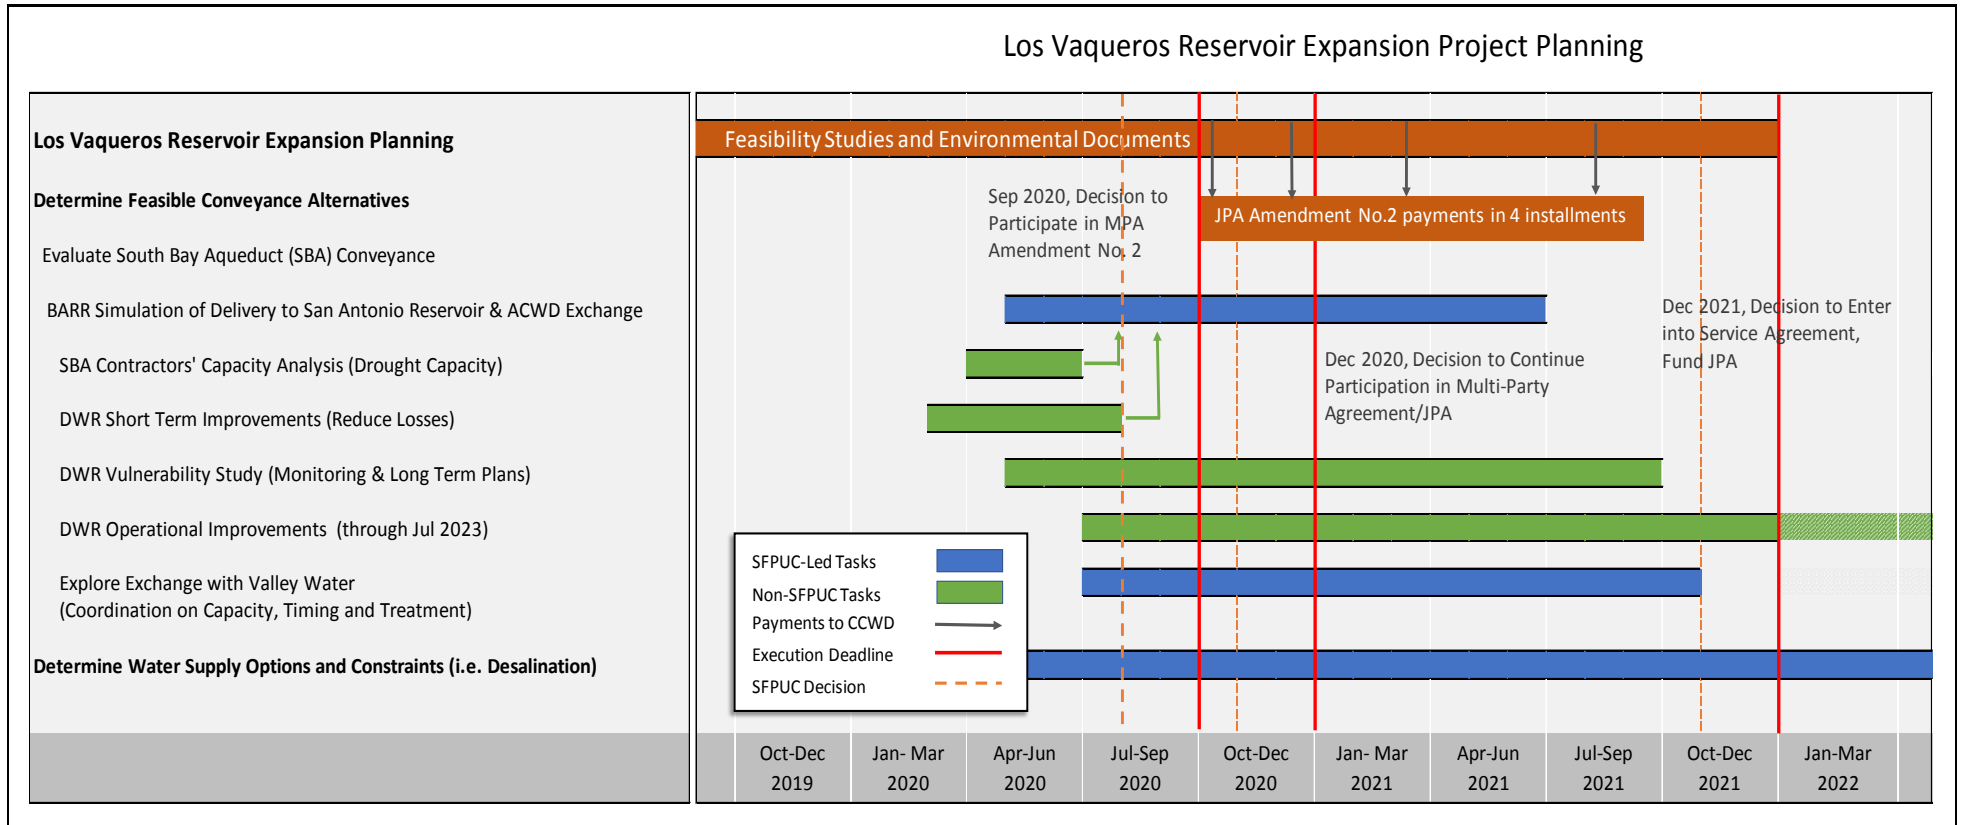 Los Vaqueros Reservoir Expansion Project Planning
Los Vaqueros Reservoir Expansion Planning
Feasibility Studies and Environmental Documents
Determine Feasible Conveyance Alternatives
Sep 2020, Decision to
Participate in MPA
Amendment No. 2
JPA Amendment No.2 payments in 4 installments
Evaluate South Bay Aqueduct (SBA) Conveyance
BARR Simulation of Delivery to San Antonio Reservoir & ACWD Exchange
Dec 2021, Decision to Enter
into Service Agreement,
Fund JPA
SBA Contractors' Capacity Analysis (Drought Capacity)
Dec 2020, Decision to Continue
Participation in Multi-Party
Agreement/JPA
DWR Short Term Improvements (Reduce Losses)
DWR Vulnerability Study (Monitoring & Long Term Plans)
DWR Operational Improvements (through Jul 2023)
Explore Exchange with Valley Water
(Coordination on Capacity, Timing and Treatment)
Determine Water Supply Options and Constraints (i.e. Desalination)
SFPUC-Led Tasks
Non-SFPUC Tasks
Payments to CCWD
Execution Deadline
SFPUC Decision
Oct-Dec
2019
Jan- Mar
2020
Apr-Jun
2020
Jul-Sep
2020
Oct-Dec
2020
Jan-Mar
2021
Apr-Jun
2021
Jul-Sep
2021
Oct-Dec
2021
Jan-Mar
2022